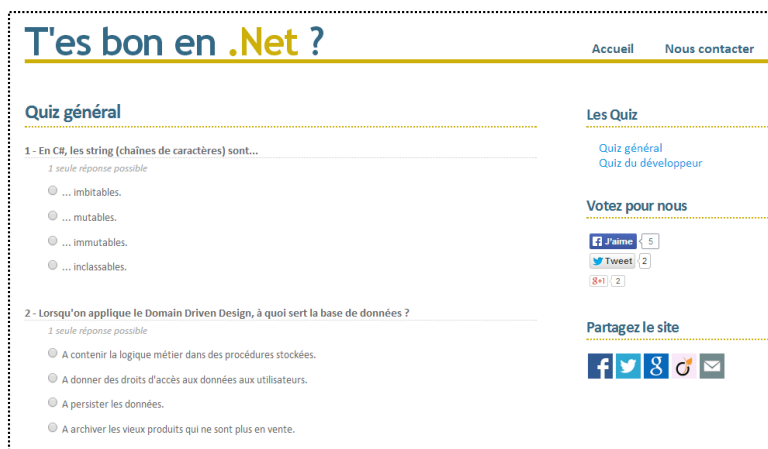 T'es bon en .Net ?
Accueil Nous contacter
Quiz général
1 - En C#, les string (chaînes de caractères) sont...
1 seule réponse possible
... imbitables.
... mutables.
... immutables.
... inclassables.
2 - Lorsqu'on applique le Domain Driven Design, à quoi sert la base de données ?
1 seule réponse possible
A contenir la logique métier dans des procédures stockées.
A donner des droits d'accès aux données aux utilisateurs.
A persister les données.
A archiver les vieux produits qui ne sont plus en vente.
Les Quiz
Quiz général
Quiz du développeur
Votez pour nous
J'aime 5
Tweet 2
g+1 2
Partagez le site